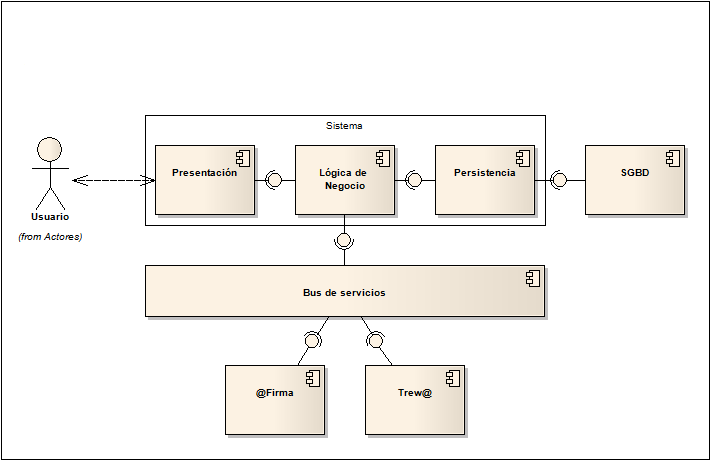 Sistema
Presentación
Lógica de
Negocio
Persistencia
SGBD
Usuario
(from Actores)
Bus de servicios
@Firma
Trew@